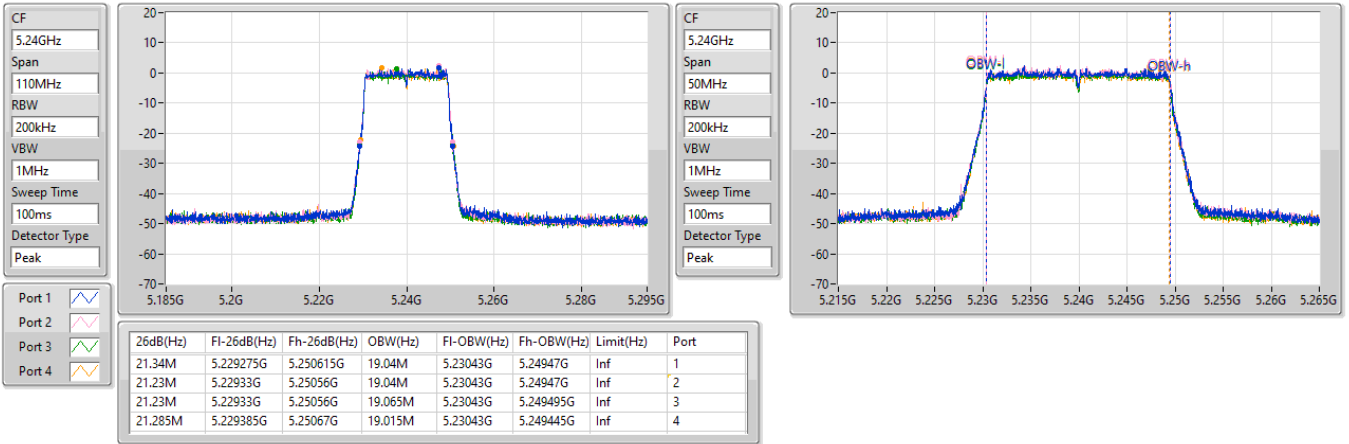 CF
5.24GHz
Span
110MHz
RBW
200kHz
VBW
1MHz
Sweep Time
100ms
Detector Type
Peak
20
10
0
-10
-20
-30
-40
-50
-60
-70
5.185G 5.2G 5.22G 5.24G 5.26G 5.28G 5.295G
CF
5.24GHz
Span
50MHz
RBW
200kHz
VBW
1MHz
Sweep Time
100ms
Detector Type
Peak
20
10
0
-10
-20
-30
-40
-50
-60
-70
OBW-l OBW-h
5.215G 5.22G 5.225G 5.23G 5.235G 5.24G 5.245G 5.25G 5.255G 5.26G 5.265G
Port 1
Port 2
Port 3
Port 4
26dB(Hz) Fl-26dB(Hz) Fh-26dB(Hz) OBW(Hz) Fl-OBW(Hz) Fh-OBW(Hz) Limit(Hz) Port
21.34M 5.229275G 5.250615G 19.04M 5.23043G 5.24947G Inf 1
21.23M 5.22933G 5.25056G 19.04M 5.23043G 5.24947G Inf 2
21.23M 5.22933G 5.25056G 19.065M 5.23043G 5.249495G Inf 3
21.285M 5.229385G 5.25067G 19.015M 5.23043G 5.249445G Inf 4